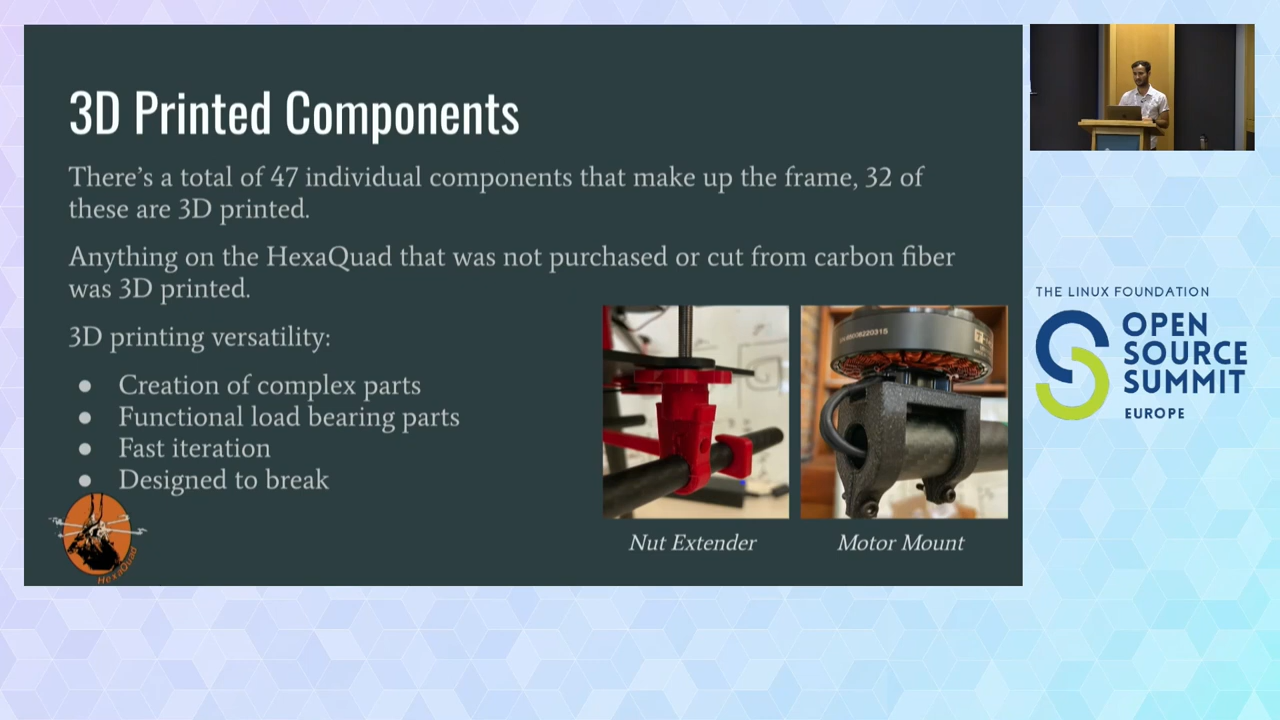 3D Printed Components
There's a total of 47 individual components that make up the frame, 32 of
these are 3D printed.
Anything on the HexaQuad that was not purchased or cut from carbon fiber
was 3D printed.
3D printing versatility:
● Creation of complex parts
● Functional load bearing parts
● Fast iteration
● Designed to break
HexaQuad
Nut Extender
Motor Mount
THE LINUX FOUNDATION
OPEN
SOURCE
SUMMIT
EUROPE